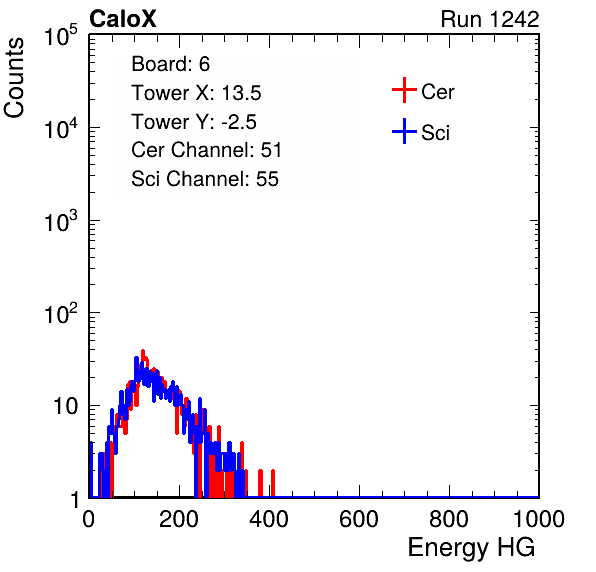 CaloX Run 1242
Counts
Board: 6
Tower X: 13.5
Tower Y: -2.5
Cer Channel: 51
Sci Channel: 55
Cer
Sci
10^5
10^4
10^3
10^2
10
1
0 200 400 600 800 1000
Energy HG